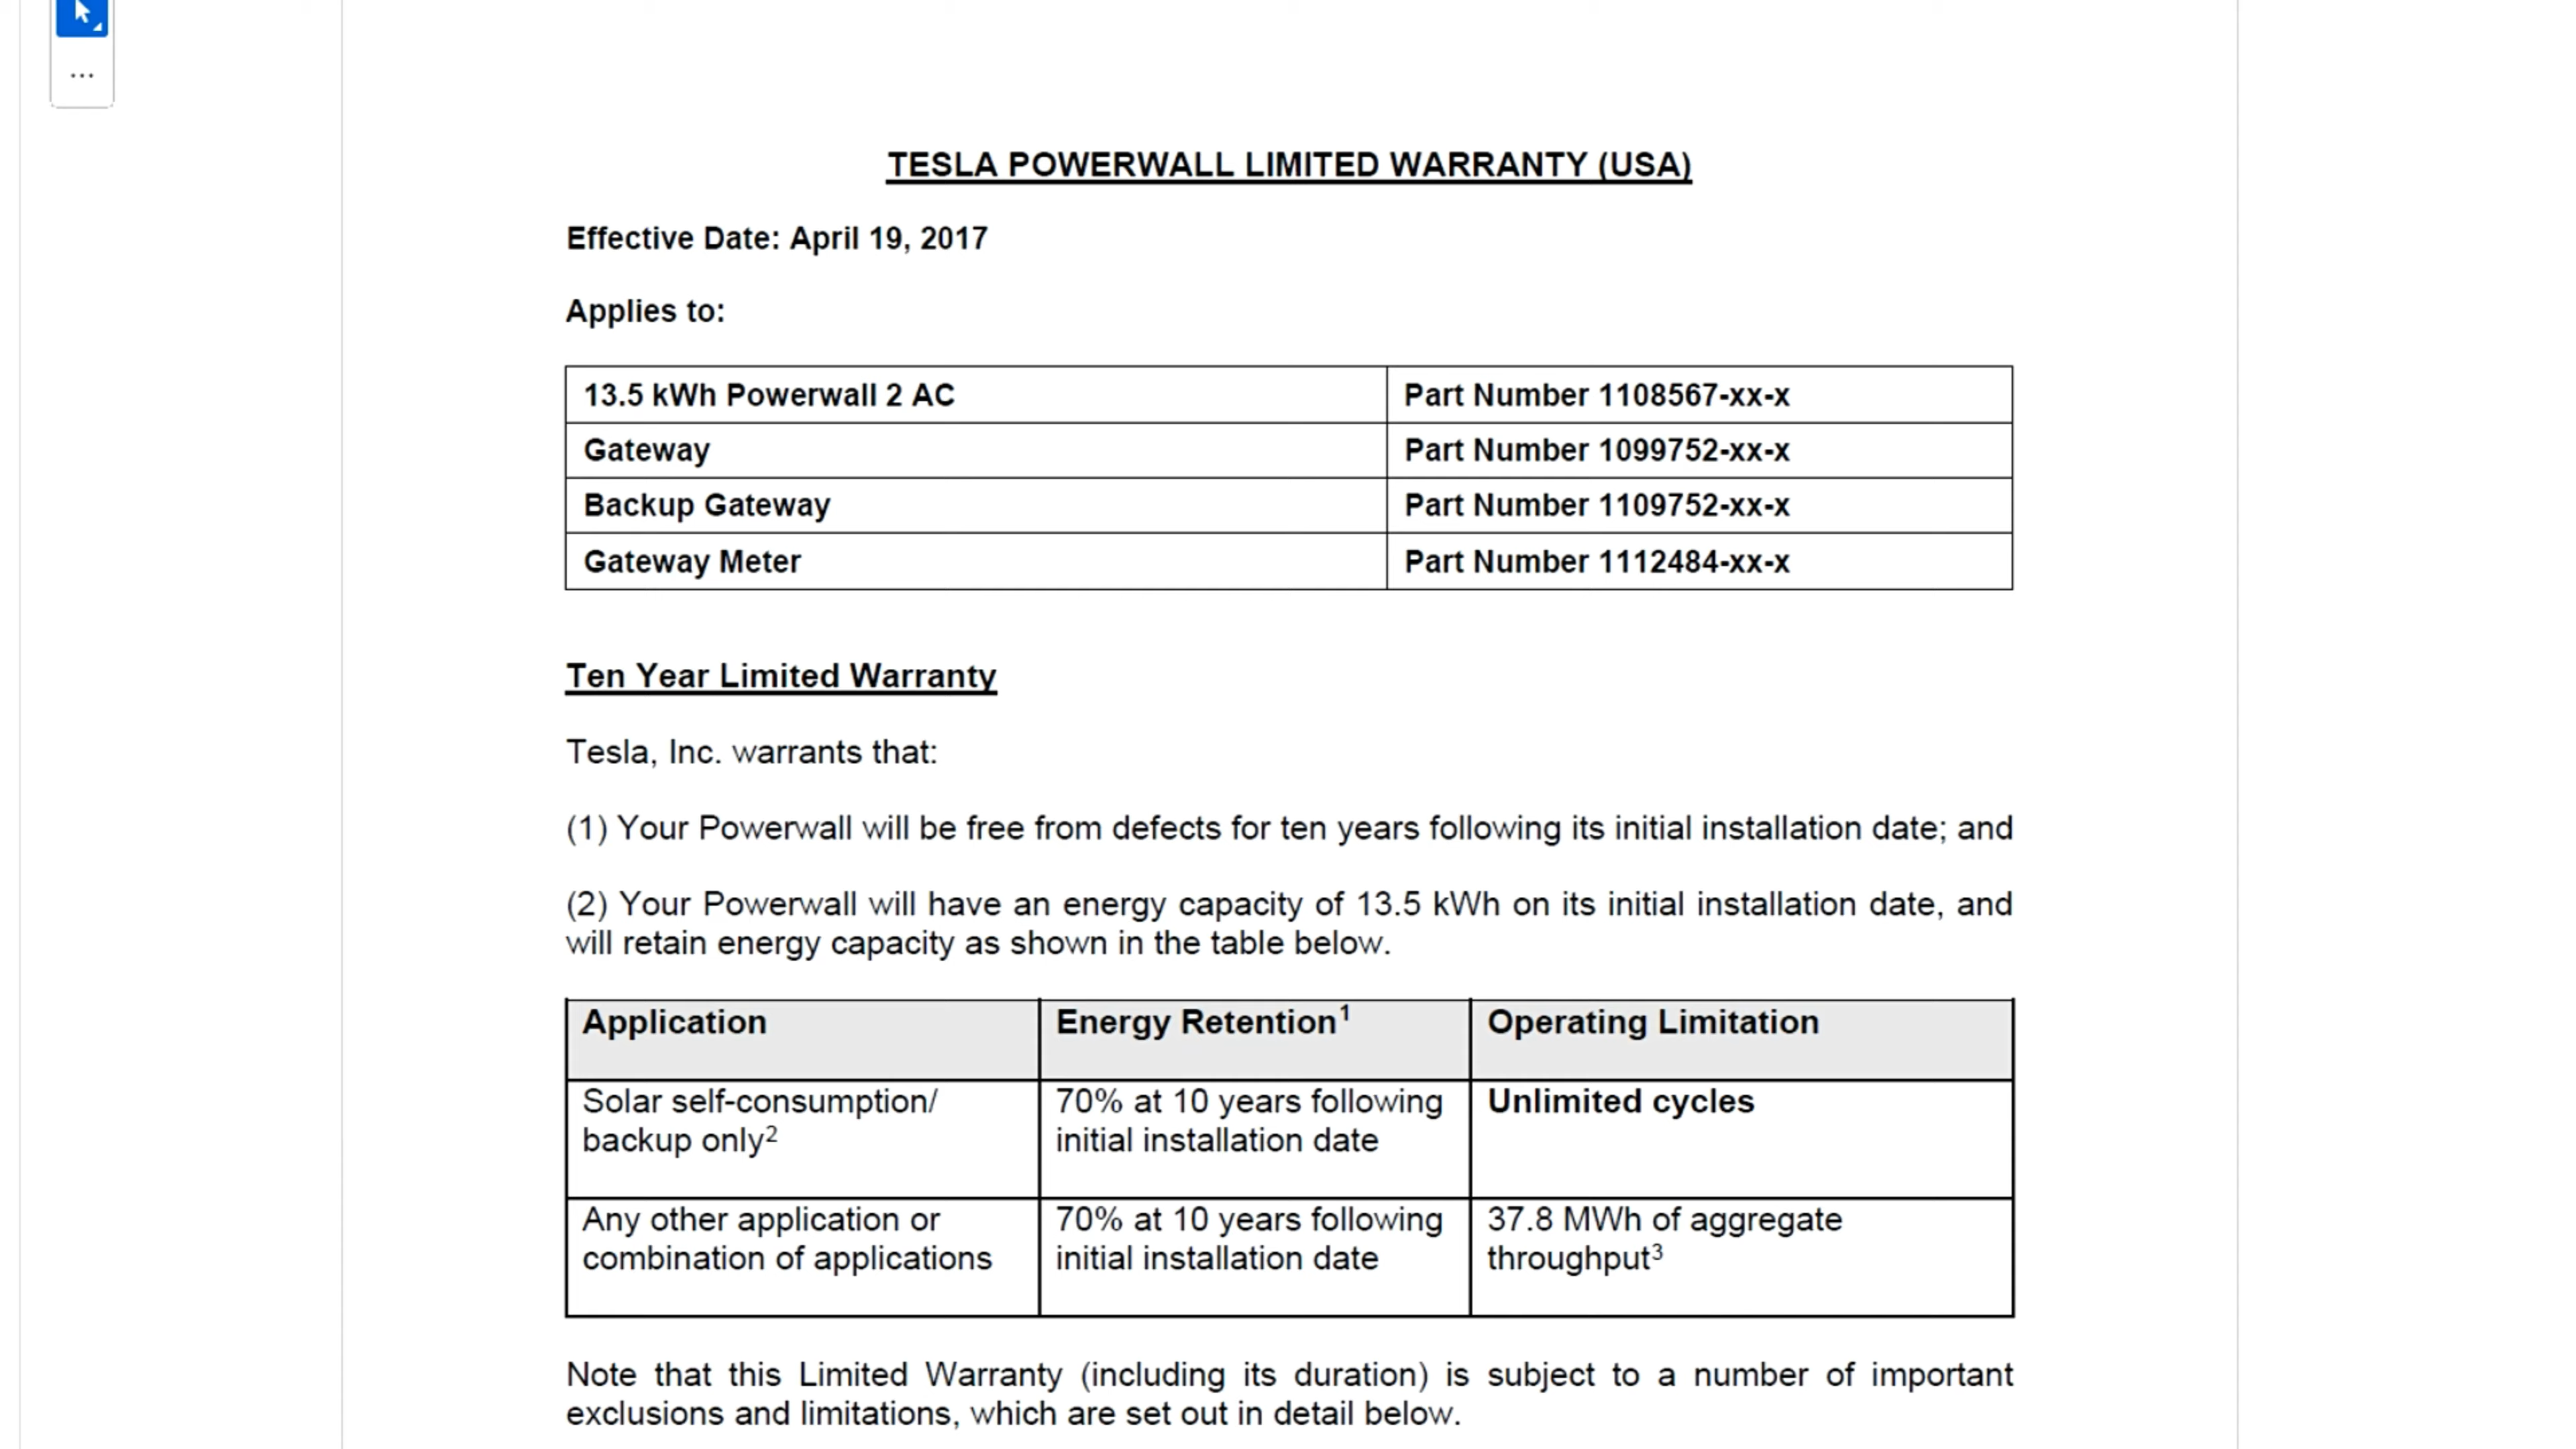 TESLA POWERWALL LIMITED WARRANTY (USA)
Effective Date: April 19, 2017
Applies to:
13.5 kWh Powerwall 2 AC Part Number 1108567-xx-x
Gateway Part Number 1099752-xx-x
Backup Gateway Part Number 1109752-xx-x
Gateway Meter Part Number 1112484-xx-x
Ten Year Limited Warranty
Tesla, Inc. warrants that:
(1) Your Powerwall will be free from defects for ten years following its initial installation date; and
(2) Your Powerwall will have an energy capacity of 13.5 kWh on its initial installation date, and
will retain energy capacity as shown in the table below.
Application Energy Retention¹ Operating Limitation
Solar self-consumption/ 70% at 10 years following Unlimited cycles
backup only² initial installation date
Any other application or 70% at 10 years following 37.8 MWh of aggregate
combination of applications initial installation date throughput³
Note that this Limited Warranty (including its duration) is subject to a number of important
exclusions and limitations, which are set out in detail below.